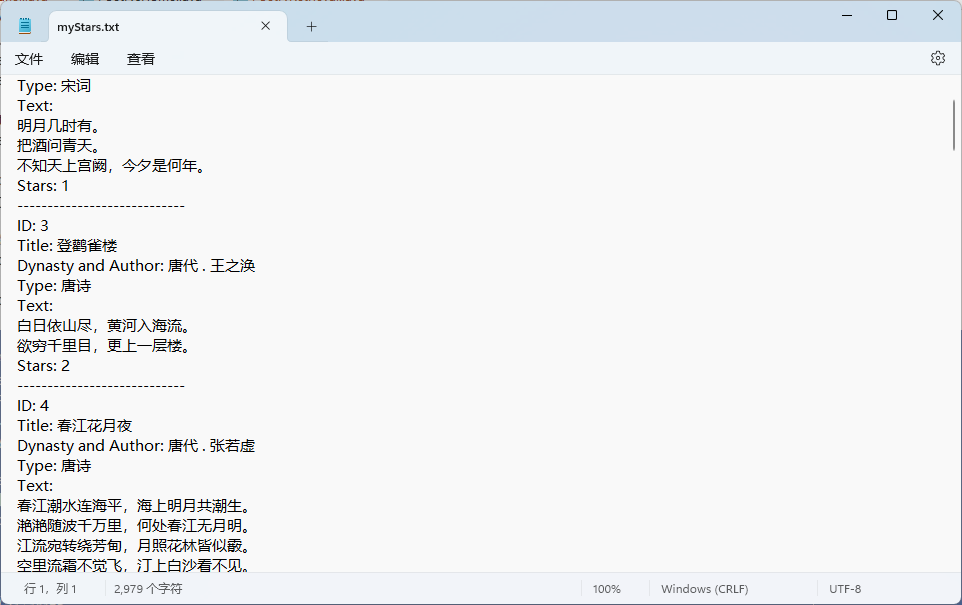 myStars.txt
文件 编辑 查看
Type: 宋词
Text:
明月几时有。
把酒问青天。
不知天上宫阙，今夕是何年。
Stars: 1
----------------------------
ID: 3
Title: 登鹳雀楼
Dynasty and Author: 唐代 . 王之涣
Type: 唐诗
Text:
白日依山尽，黄河入海流。
欲穷千里目，更上一层楼。
Stars: 2
----------------------------
ID: 4
Title: 春江花月夜
Dynasty and Author: 唐代 . 张若虚
Type: 唐诗
Text:
春江潮水连海平，海上明月共潮生。
滟滟随波千万里，何处春江无月明。
江流宛转绕芳甸，月照花林皆似霰。
空里流霜不觉飞，汀上白沙看不见。
行 1，列 1 2,979 个字符 100% Windows (CRLF) UTF-8